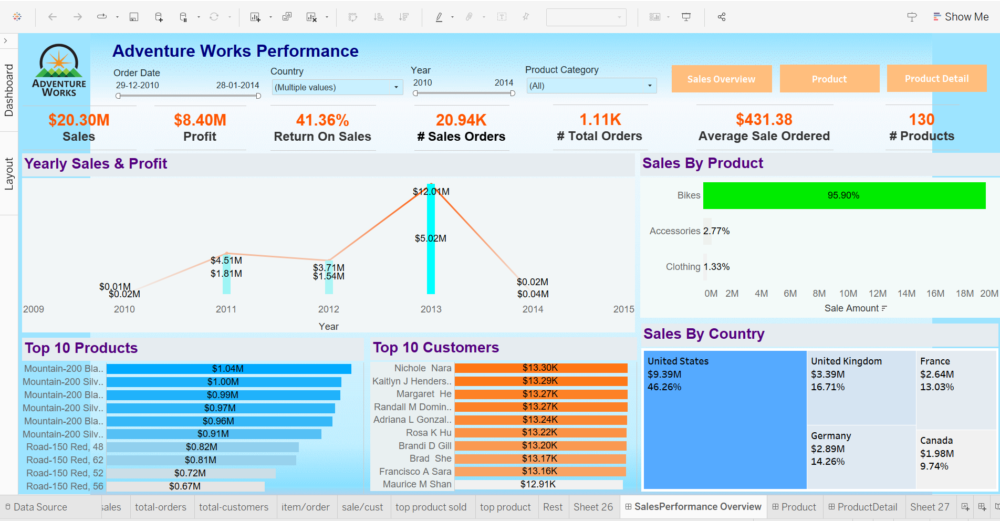 Show Me
Dashboard
Layout
ADVENTURE
WORKS
Adventure Works Performance
Order Date
29-12-2010 28-01-2014
Country
(Multiple values)
Year
2010 2014
Product Category
(All)
Sales Overview
Product
Product Detail
$20.30M
Sales
$8.40M
Profit
41.36%
Return On Sales
20.94K
# Sales Orders
1.11K
# Total Orders
$431.38
Average Sale Ordered
130
# Products
Yearly Sales & Profit
$12.01M
$5.02M
$4.51M
$1.81M
$3.71M
$1.54M
$0.01M
$0.02M
$0.02M
$0.04M
2009 2010 2011 2012 2013 2014 2015
Year
Sales By Product
Bikes 95.90%
Accessories 2.77%
Clothing 1.33%
0M 2M 4M 6M 8M 10M 12M 14M 16M 18M 20M
Sale Amount
Top 10 Products
Mountain-200 Bla.. $1.04M
Mountain-200 Silv.. $1.00M
Mountain-200 Bla.. $0.99M
Mountain-200 Silv.. $0.97M
Mountain-200 Bla.. $0.96M
Mountain-200 Silv.. $0.91M
Road-150 Red, 48 $0.82M
Road-150 Red, 62 $0.81M
Road-150 Red, 52 $0.72M
Road-150 Red, 56 $0.67M
Top 10 Customers
Nichole Nara $13.30K
Kaitlyn J Henders.. $13.29K
Margaret He $13.27K
Randall M Domin.. $13.27K
Adriana L Gonzal.. $13.24K
Rosa K Hu $13.22K
Brandi D Gill $13.20K
Brad She $13.17K
Francisco A Sara $13.16K
Maurice M Shan $12.91K
Sales By Country
United States
$9.39M
46.26%
United Kingdom
$3.39M
16.71%
France
$2.64M
13.03%
Germany
$2.89M
14.26%
Canada
$1.98M
9.74%
Data Source sales total-orders total-customers item/order sale/cust top product sold top product Rest Sheet 26 SalesPerformance Overview Product ProductDetail Sheet 27